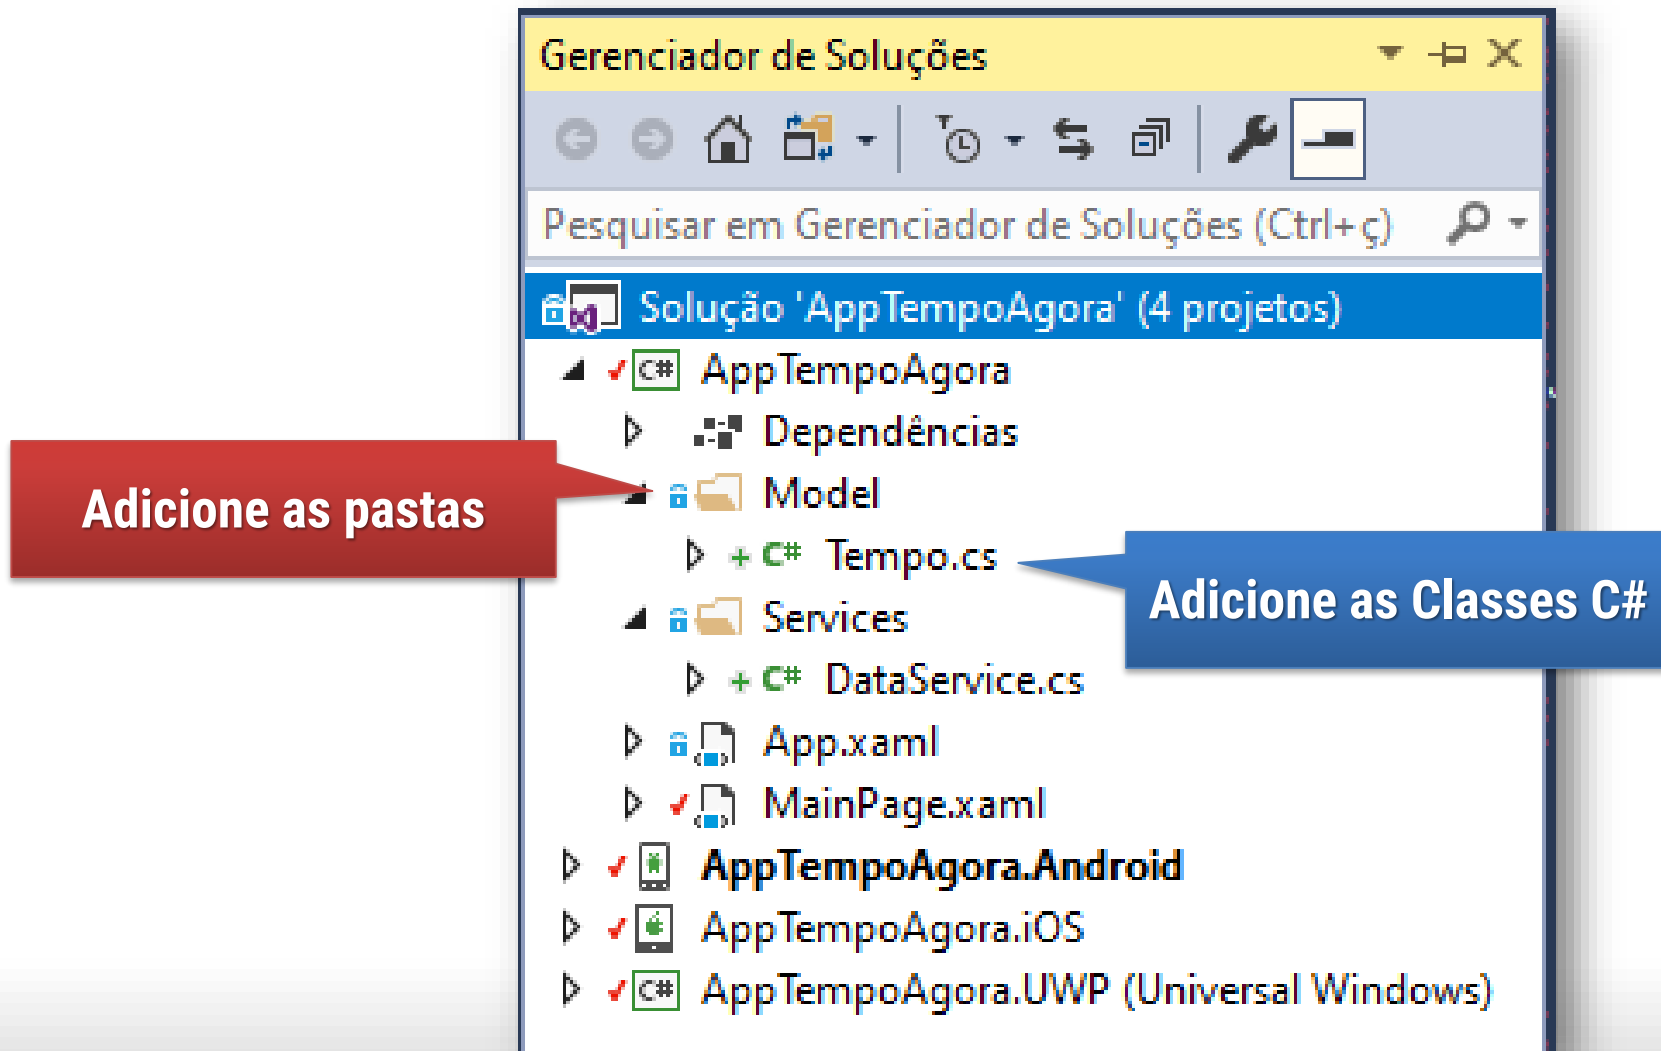 Gerenciador de Soluções
Pesquisar em Gerenciador de Soluções (Ctrl+ç)
Solução 'AppTempoAgora' (4 projetos)
C# AppTempoAgora
Dependências
Adicione as pastas
Model
C# Tempo.cs
Adicione as Classes C#
Services
C# DataService.cs
App.xaml
MainPage.xaml
AppTempoAgora.Android
AppTempoAgora.iOS
C# AppTempoAgora.UWP (Universal Windows)